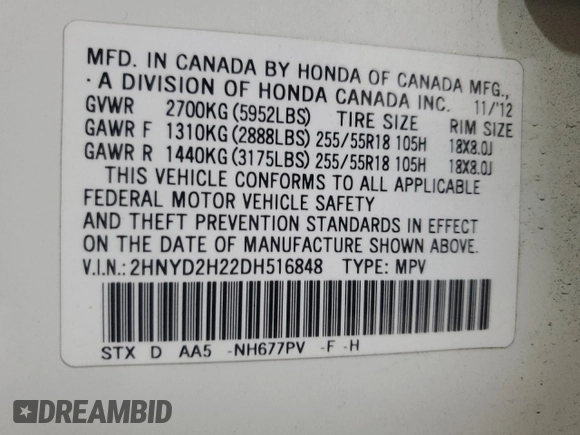 MFD. IN CANADA BY HONDA OF CANADA MFG.,
·A DIVISION OF HONDA CANADA INC. 11/'12
GVWR 2700KG (5952LBS) TIRE SIZE RIM SIZE
GAWR F 1310KG (2888LBS) 255/55R18 105H 18X8.0J
GAWR R 1440KG (3175LBS) 255/55R18 105H 18X8.0J
THIS VEHICLE CONFORMS TO ALL APPLICABLE
FEDERAL MOTOR VEHICLE SAFETY
AND THEFT PREVENTION STANDARDS IN EFFECT
ON THE DATE OF MANUFACTURE SHOWN ABOVE.
V.I.N.: 2HNYD2H22DH516848 TYPE: MPV
STX D AA5 -NH677PV -F -H
DREAMBID